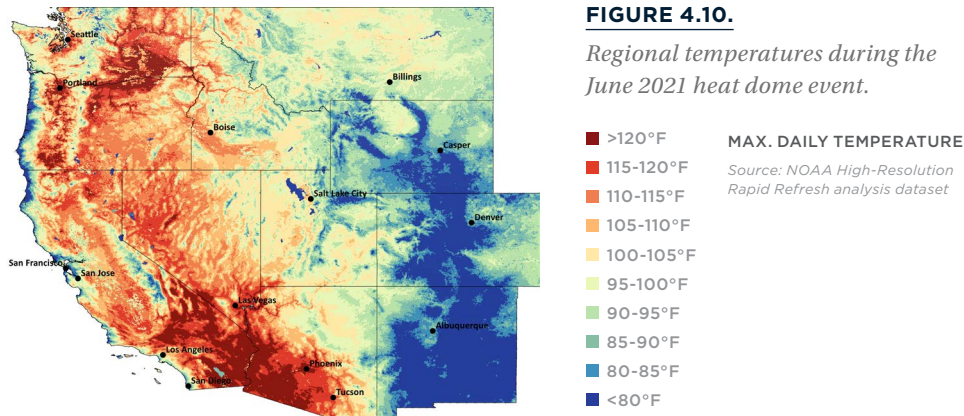 Seattle
Portland
Billings
Boise
Casper
Salt Lake City
Denver
San Francisco
San Jose
Las Vegas
Albuquerque
Los Angeles
Phoenix
San Diego
Tucson
FIGURE 4.10.
Regional temperatures during the
June 2021 heat dome event.
>120°F
115-120°F
110-115°F
105-110°F
100-105°F
95-100°F
90-95°F
85-90°F
80-85°F
<80°F
MAX. DAILY TEMPERATURE
Source: NOAA High-Resolution
Rapid Refresh analysis dataset